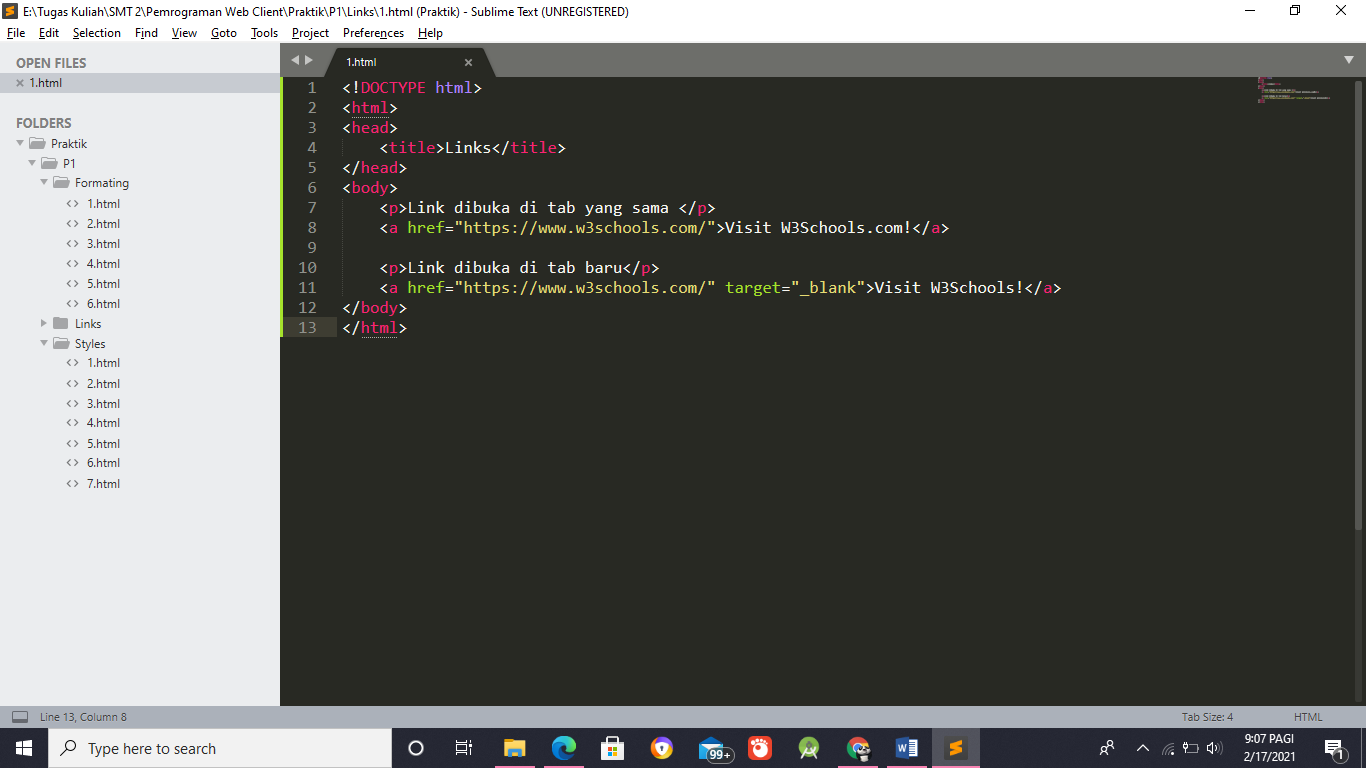 E:\Tugas Kuliah\SMT 2\Pemrograman Web Client\Praktik\P1\Links\1.html (Praktik) - Sublime Text (UNREGISTERED)
File Edit Selection Find View Goto Tools Project Preferences Help
OPEN FILES
1.html
FOLDERS
Praktik
P1
Formating
1.html
2.html
3.html
4.html
5.html
6.html
Links
Styles
1.html
2.html
3.html
4.html
5.html
6.html
7.html
1.html
1 <!DOCTYPE html>
2 <html>
3 <head>
4 <title>Links</title>
5 </head>
6 <body>
7 <p>Link dibuka di tab yang sama </p>
8 <a href="https://www.w3schools.com/">Visit W3Schools.com!</a>
9
10 <p>Link dibuka di tab baru</p>
11 <a href="https://www.w3schools.com/" target="_blank">Visit W3Schools!</a>
12 </body>
13 </html>
Line 13, Column 8
Tab Size: 4
HTML
Type here to search
99+
9:07 PAGI
2/17/2021
1